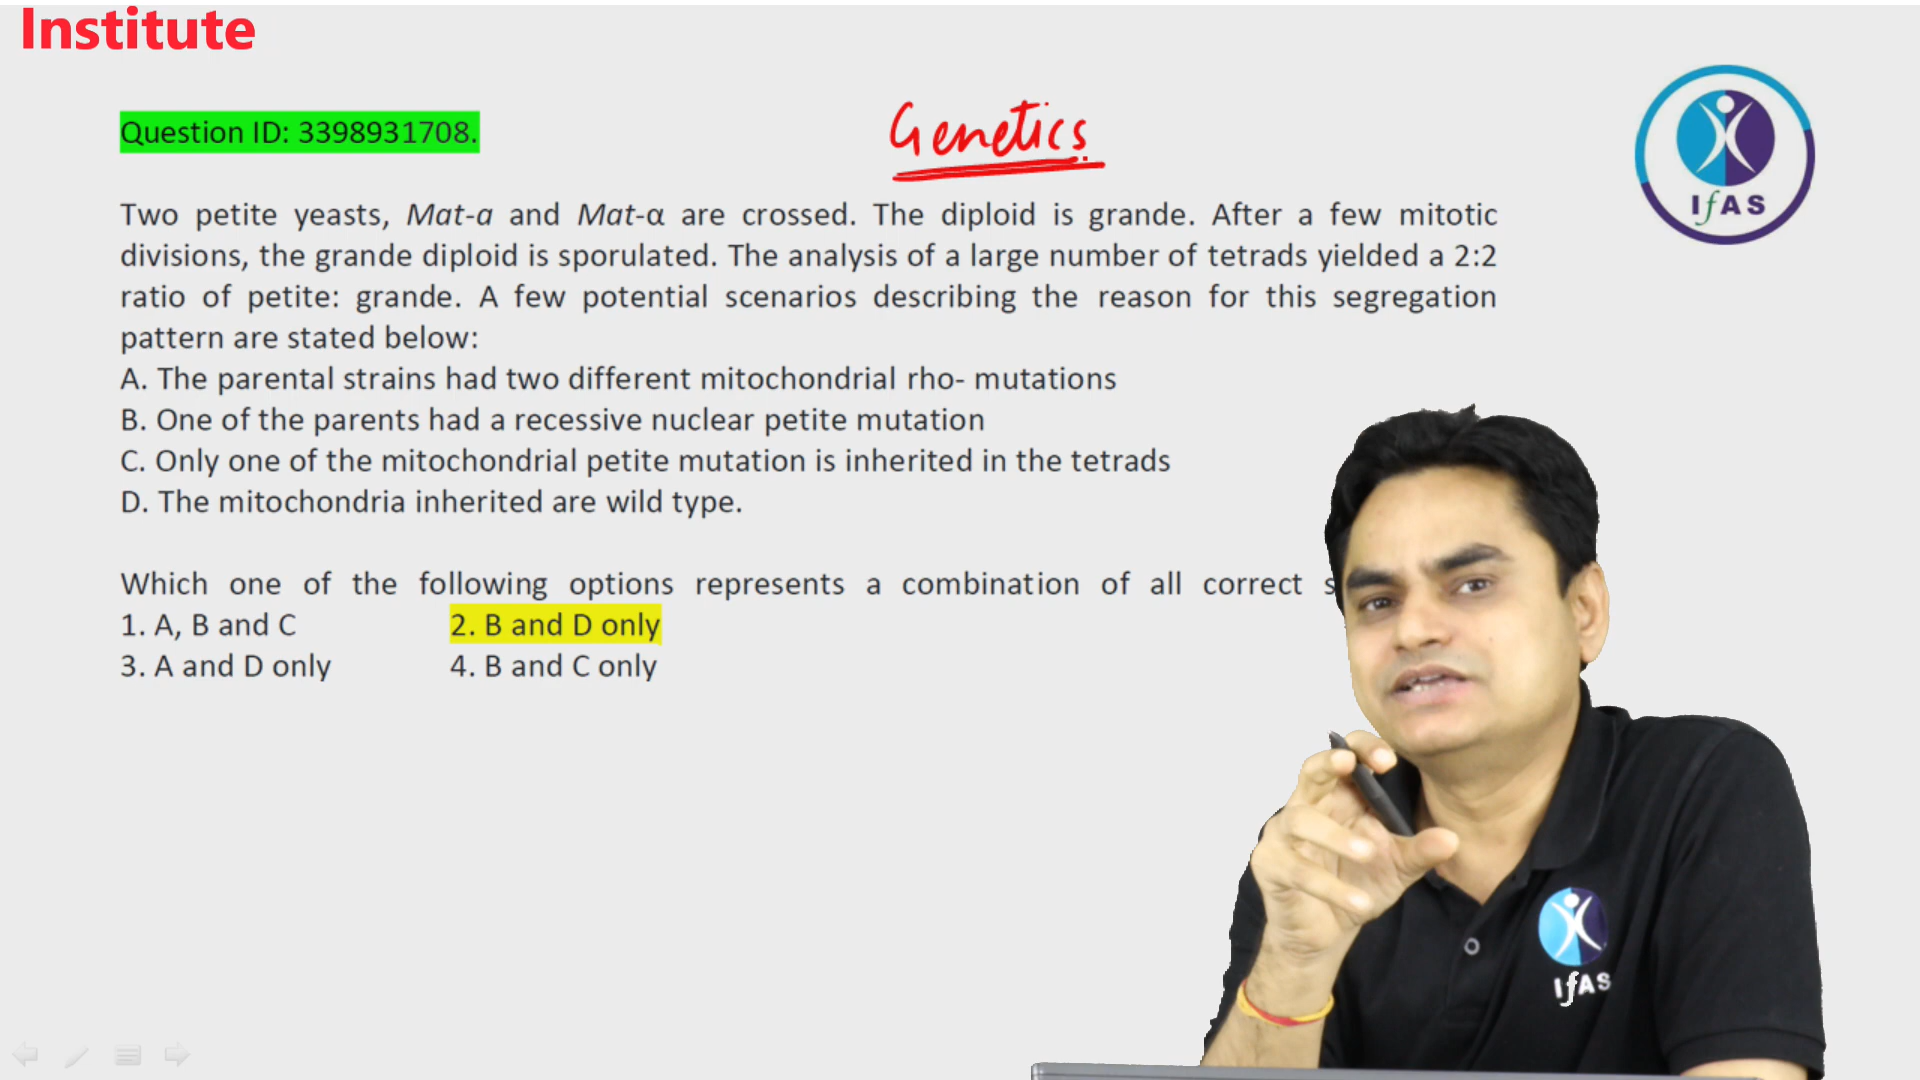 Institute
Question ID: 3398931708.
Genetics
IfAS
Two petite yeasts, Mat-a and Mat-α are crossed. The diploid is grande. After a few mitotic
divisions, the grande diploid is sporulated. The analysis of a large number of tetrads yielded a 2:2
ratio of petite: grande. A few potential scenarios describing the reason for this segregation
pattern are stated below:
A. The parental strains had two different mitochondrial rho- mutations
B. One of the parents had a recessive nuclear petite mutation
C. Only one of the mitochondrial petite mutation is inherited in the tetrads
D. The mitochondria inherited are wild type.
Which one of the following options represents a combination of all correct s
1. A, B and C 2. B and D only
3. A and D only 4. B and C only
IfAS